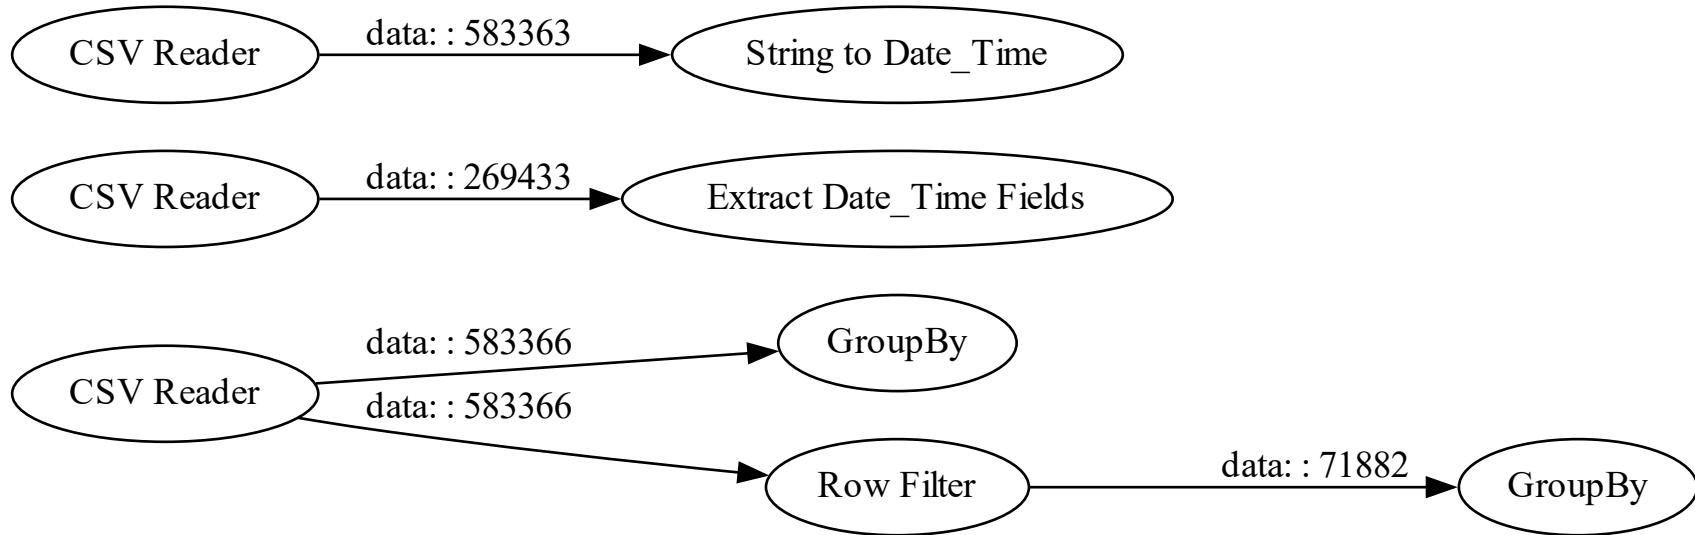 CSV Reader
data: : 583363
String to Date_Time
CSV Reader
data: : 269433
Extract Date_Time Fields
CSV Reader
data: : 583366
GroupBy
data: : 583366
Row Filter
data: : 71882
GroupBy